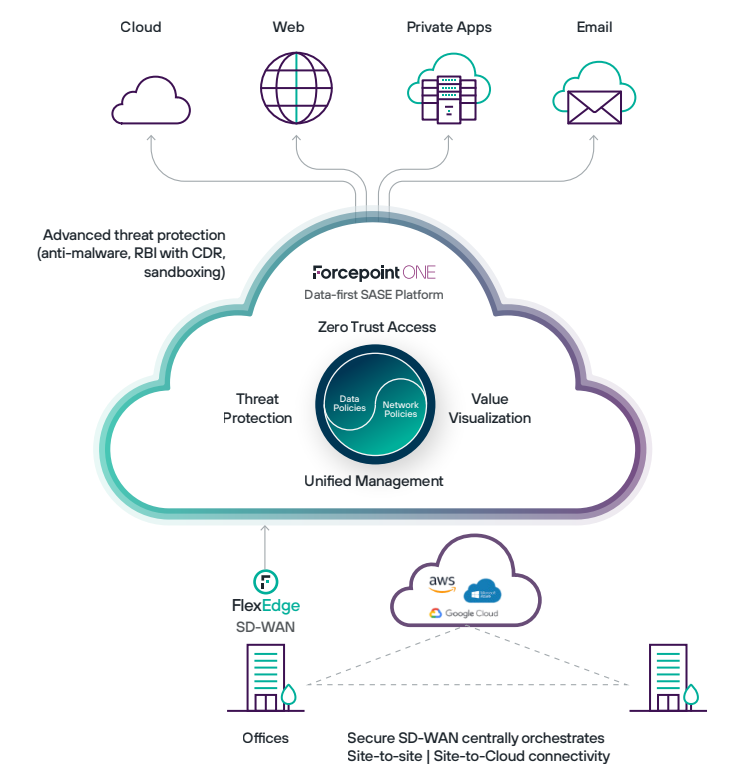 Cloud
Web
Private Apps
Email
Advanced threat protection
(anti-malware, RBI with CDR,
sandboxing)
Forcepoint ONE
Data-first SASE Platform
Zero Trust Access
Threat
Protection
Data
Policies
Network
Policies
Value
Visualization
Unified Management
FlexEdge
SD-WAN
aws
Microsoft
Google Cloud
Offices
Secure SD-WAN centrally orchestrates
Site-to-site | Site-to-Cloud connectivity